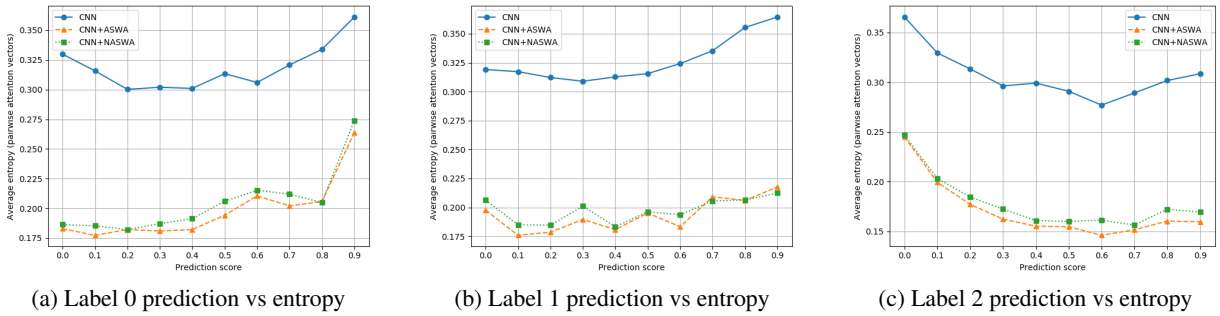 CNN
CNN+ASWA
CNN+NASWA
Average entropy (pairwise attention vectors)
0.350
0.325
0.300
0.275
0.250
0.225
0.200
0.175
0.0 0.1 0.2 0.3 0.4 0.5 0.6 0.7 0.8 0.9
Prediction score
(a) Label 0 prediction vs entropy
CNN
CNN+ASWA
CNN+NASWA
Average entropy (pairwise attention vectors)
0.350
0.325
0.300
0.275
0.250
0.225
0.200
0.175
0.0 0.1 0.2 0.3 0.4 0.5 0.6 0.7 0.8 0.9
Prediction score
(b) Label 1 prediction vs entropy
CNN
CNN+ASWA
CNN+NASWA
Average entropy (pairwise attention vectors)
0.35
0.30
0.25
0.20
0.15
0.0 0.1 0.2 0.3 0.4 0.5 0.6 0.7 0.8 0.9
Prediction score
(c) Label 2 prediction vs entropy